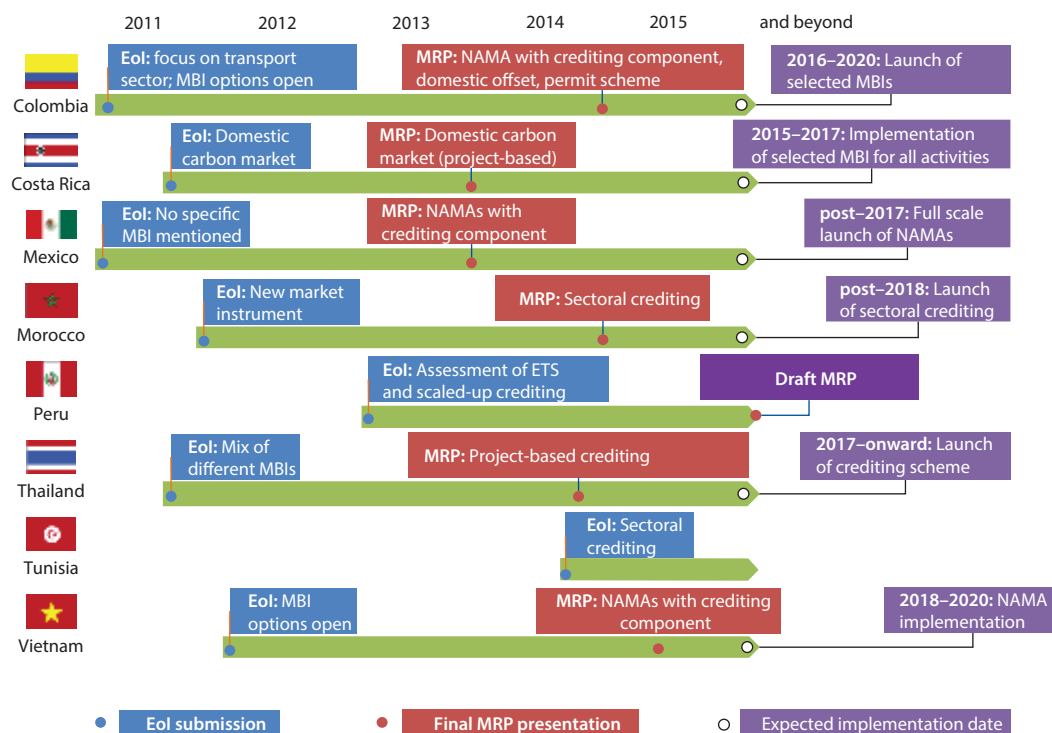 2011 2012 2013 2014 2015 and beyond
EoI: focus on transport
sector; MBI options open
MRP: NAMA with crediting component,
domestic offset, permit scheme
2016–2020: Launch of
selected MBIs
Colombia
EoI: Domestic
carbon market
MRP: Domestic carbon
market (project-based)
2015–2017: Implementation
of selected MBI for all activities
Costa Rica
EoI: No specific
MBI mentioned
MRP: NAMAs with
crediting component
post–2017: Full scale
launch of NAMAs
Mexico
EoI: New market
instrument
MRP: Sectoral crediting
post–2018: Launch
of sectoral crediting
Morocco
EoI: Assessment of ETS
and scaled-up crediting
Draft MRP
Peru
EoI: Mix of
different MBIs
MRP: Project-based crediting
2017–onward: Launch
of crediting scheme
Thailand
EoI: Sectoral
crediting
Tunisia
EoI: MBI
options open
MRP: NAMAs with crediting
component
2018–2020: NAMA
implementation
Vietnam
EoI submission
Final MRP presentation
Expected implementation date